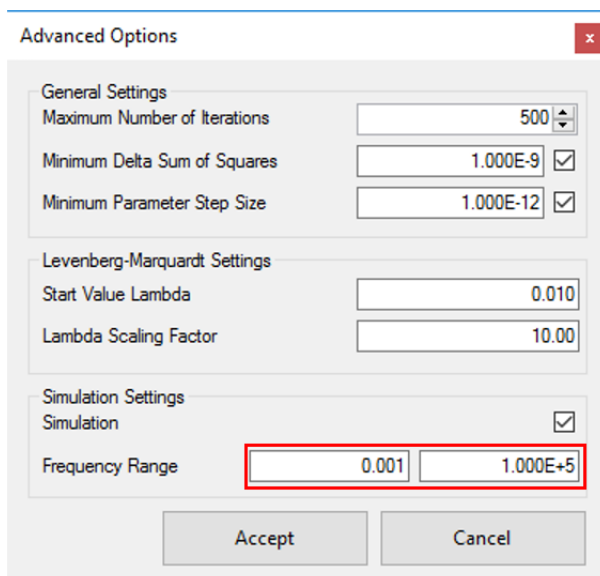 Advanced Options
x
General Settings
Maximum Number of Iterations 500
Minimum Delta Sum of Squares 1.000E-9
Minimum Parameter Step Size 1.000E-12
Levenberg-Marquardt Settings
Start Value Lambda 0.010
Lambda Scaling Factor 10.00
Simulation Settings
Simulation
Frequency Range 0.001 1.000E+5
Accept Cancel